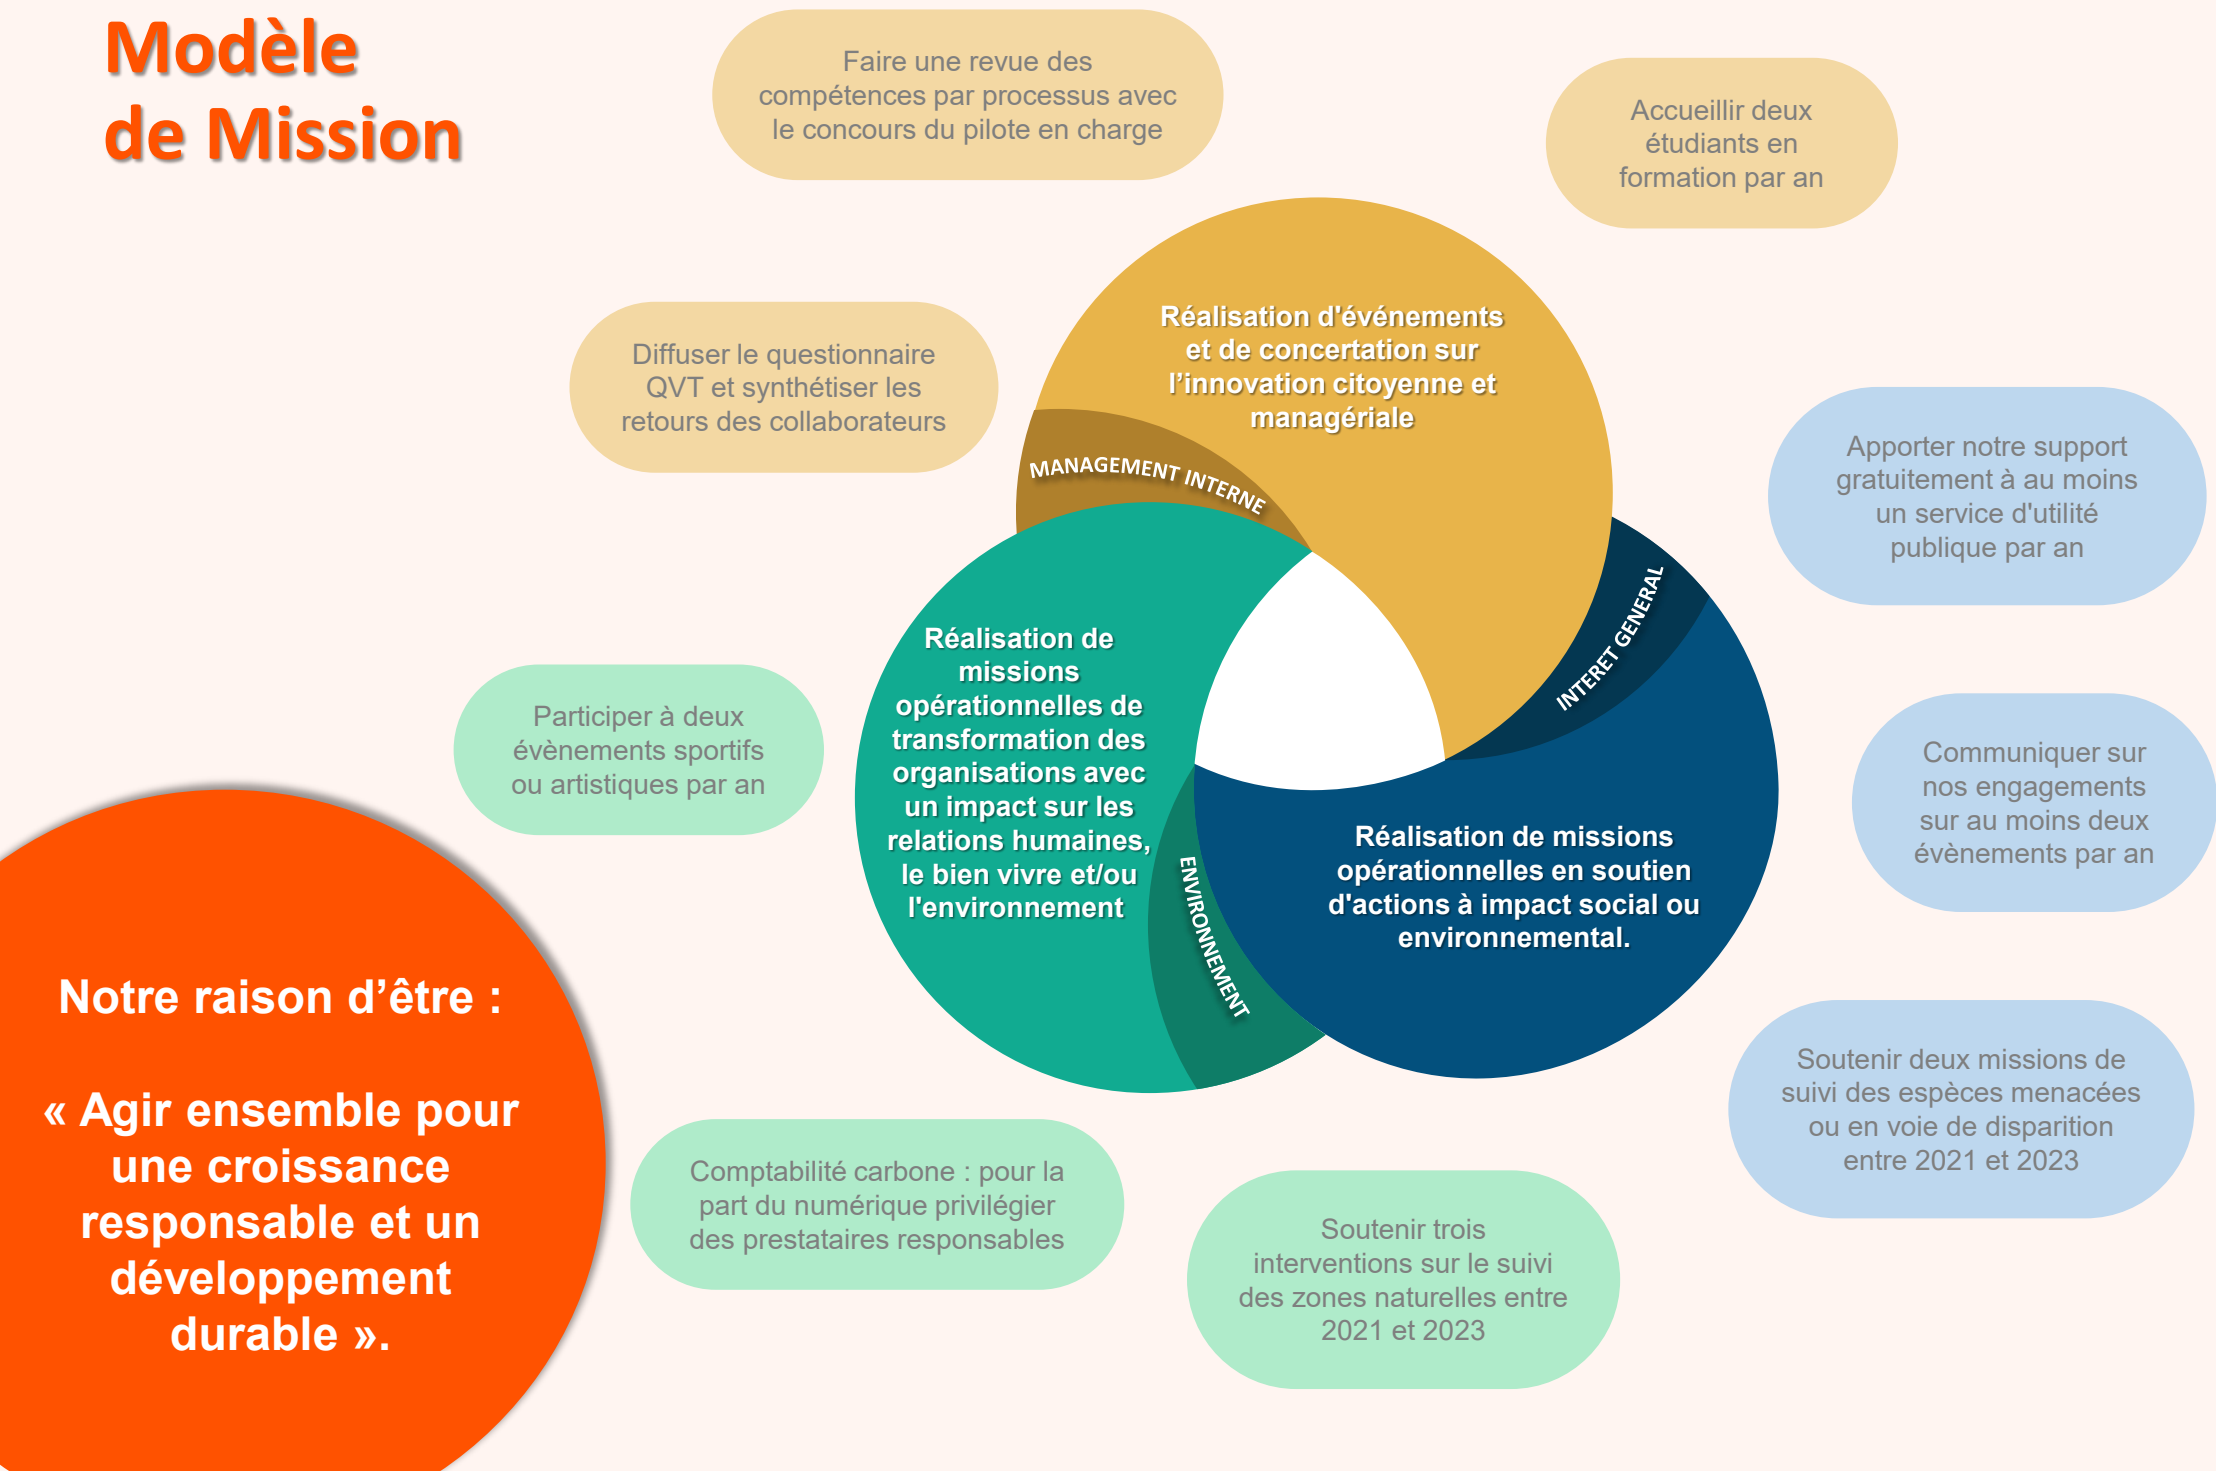 Modèle
de Mission
Faire une revue des
compétences par processus avec
le concours du pilote en charge
Accueillir deux
étudiants en
formation par an
Diffuser le questionnaire
QVT et synthétiser les
retours des collaborateurs
Réalisation d'événements
et de concertation sur
l’innovation citoyenne et
managériale
MANAGEMENT INTERNE
Apporter notre support
gratuitement à au moins
un service d'utilité
publique par an
INTERET GENERAL
Participer à deux
évènements sportifs
ou artistiques par an
Réalisation de
missions
opérationnelles de
transformation des
organisations avec
un impact sur les
relations humaines,
le bien vivre et/ou
l'environnement
ENVIRONNEMENT
Réalisation de missions
opérationnelles en soutien
d'actions à impact social ou
environnemental.
Communiquer sur
nos engagements
sur au moins deux
évènements par an
Notre raison d’être :
« Agir ensemble pour
une croissance
responsable et un
développement
durable ».
Comptabilité carbone : pour la
part du numérique privilégier
des prestataires responsables
Soutenir trois
interventions sur le suivi
des zones naturelles entre
2021 et 2023
Soutenir deux missions de
suivi des espèces menacées
ou en voie de disparition
entre 2021 et 2023